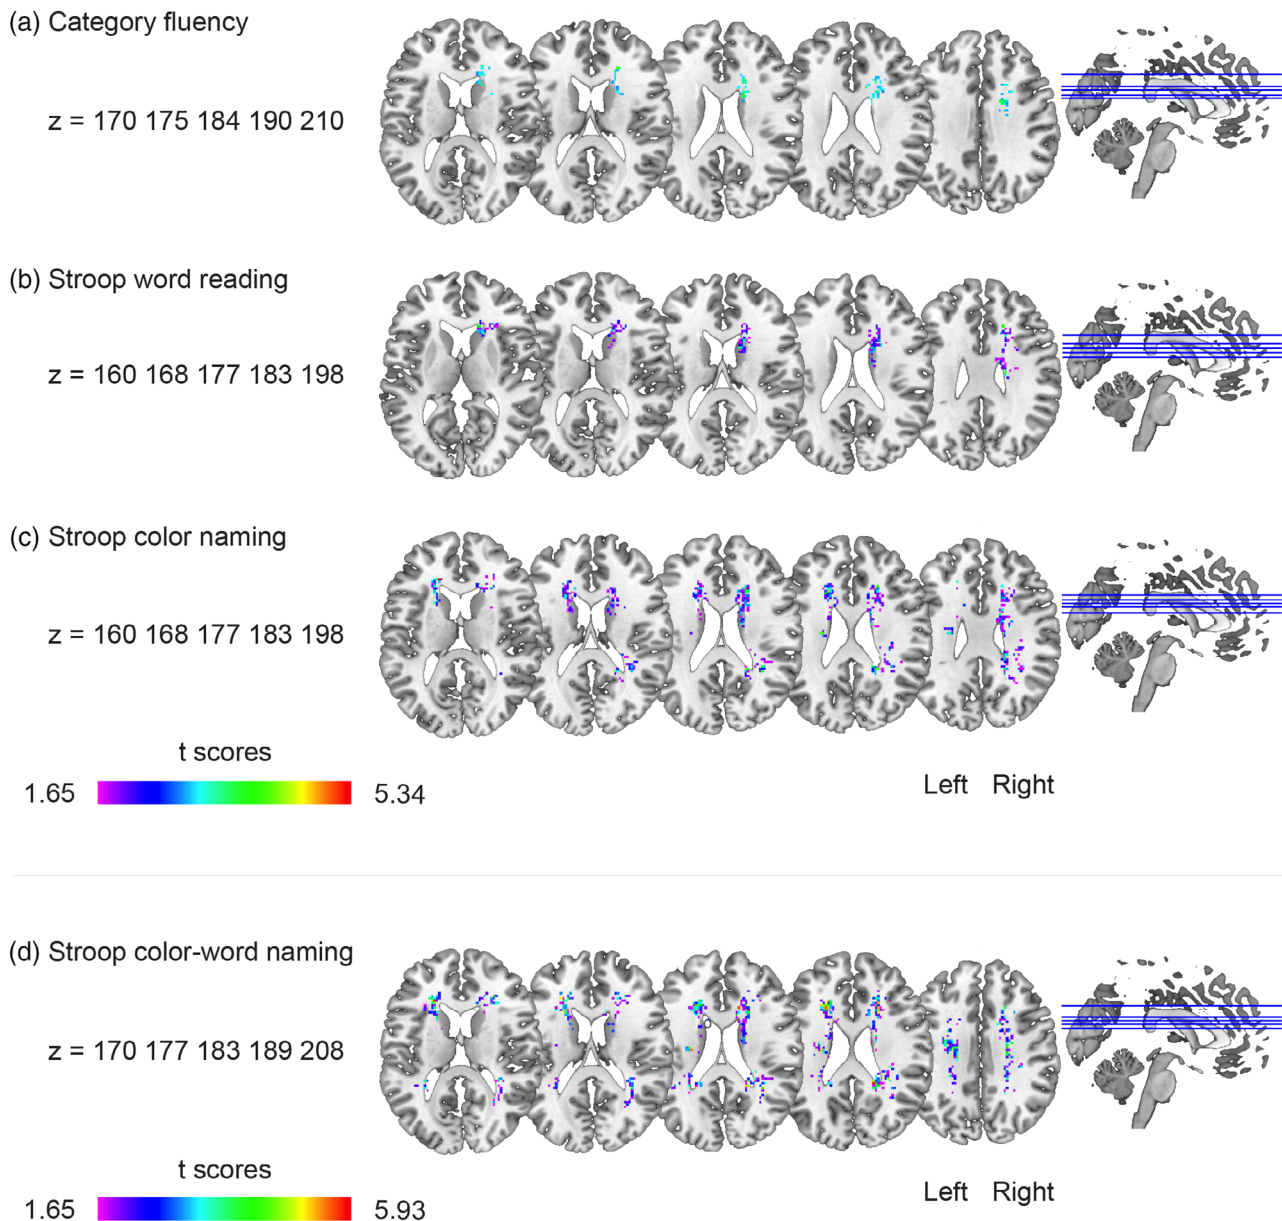 (a) Category fluency
z = 170 175 184 190 210
(b) Stroop word reading
z = 160 168 177 183 198
(c) Stroop color naming
z = 160 168 177 183 198
t scores
1.65 5.34
Left Right
(d) Stroop color-word naming
z = 170 177 183 189 208
t scores
1.65 5.93
Left Right